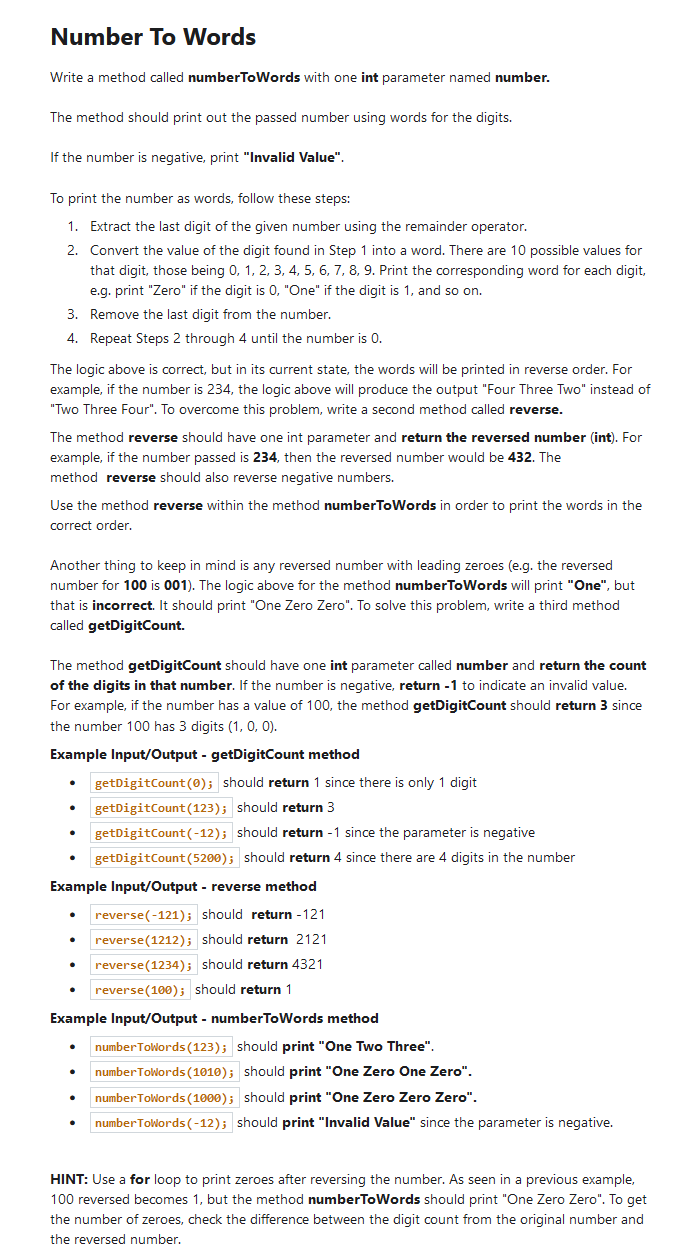 Number To Words
Write a method called numberToWords with one int parameter named number.
The method should print out the passed number using words for the digits.
If the number is negative, print "Invalid Value".
To print the number as words, follow these steps:
1. Extract the last digit of the given number using the remainder operator.
2. Convert the value of the digit found in Step 1 into a word. There are 10 possible values for
that digit, those being 0, 1, 2, 3, 4, 5, 6, 7, 8, 9. Print the corresponding word for each digit,
e.g. print "Zero" if the digit is 0, "One" if the digit is 1, and so on.
3. Remove the last digit from the number.
4. Repeat Steps 2 through 4 until the number is 0.
The logic above is correct, but in its current state, the words will be printed in reverse order. For
example, if the number is 234, the logic above will produce the output "Four Three Two" instead of
"Two Three Four". To overcome this problem, write a second method called reverse.
The method reverse should have one int parameter and return the reversed number (int). For
example, if the number passed is 234, then the reversed number would be 432. The
method reverse should also reverse negative numbers.
Use the method reverse within the method numberToWords in order to print the words in the
correct order.
Another thing to keep in mind is any reversed number with leading zeroes (e.g. the reversed
number for 100 is 001). The logic above for the method numberToWords will print "One", but
that is incorrect. It should print "One Zero Zero". To solve this problem, write a third method
called getDigitCount.
The method getDigitCount should have one int parameter called number and return the count
of the digits in that number. If the number is negative, return -1 to indicate an invalid value.
For example, if the number has a value of 100, the method getDigitCount should return 3 since
the number 100 has 3 digits (1, 0, 0).
Example Input/Output - getDigitCount method
• getDigitCount(0); should return 1 since there is only 1 digit
• getDigitCount(123); should return 3
• getDigitCount(-12); should return -1 since the parameter is negative
• getDigitCount(5200); should return 4 since there are 4 digits in the number
Example Input/Output - reverse method
• reverse(-121); should return -121
• reverse(1212); should return 2121
• reverse(1234); should return 4321
• reverse(100); should return 1
Example Input/Output - numberToWords method
• numberToWords(123); should print "One Two Three".
• numberToWords(1010); should print "One Zero One Zero".
• numberToWords(1000); should print "One Zero Zero Zero".
• numberToWords(-12); should print "Invalid Value" since the parameter is negative.
HINT: Use a for loop to print zeroes after reversing the number. As seen in a previous example,
100 reversed becomes 1, but the method numberToWords should print "One Zero Zero". To get
the number of zeroes, check the difference between the digit count from the original number and
the reversed number.